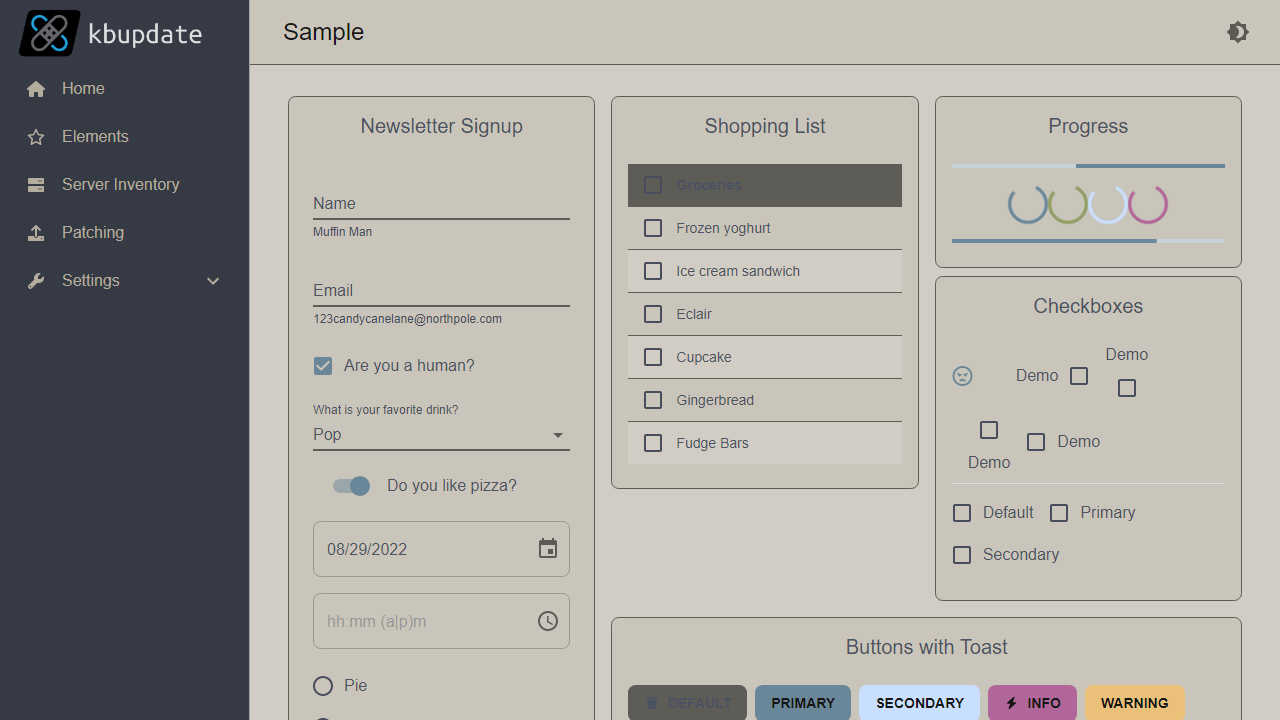 kbupdate
Home
Elements
Server Inventory
Patching
Settings
Sample
Newsletter Signup
Name
Muffin Man
Email
123candycanelane@northpole.com
Are you a human?
What is your favorite drink?
Pop
Do you like pizza?
08/29/2022
hh:mm (a|p)m
Pie
Shopping List
Groceries
Frozen yoghurt
Ice cream sandwich
Eclair
Cupcake
Gingerbread
Fudge Bars
Progress
Checkboxes
Demo
Demo
Demo
Demo
Default
Primary
Secondary
Buttons with Toast
DEFAULT
PRIMARY
SECONDARY
INFO
WARNING